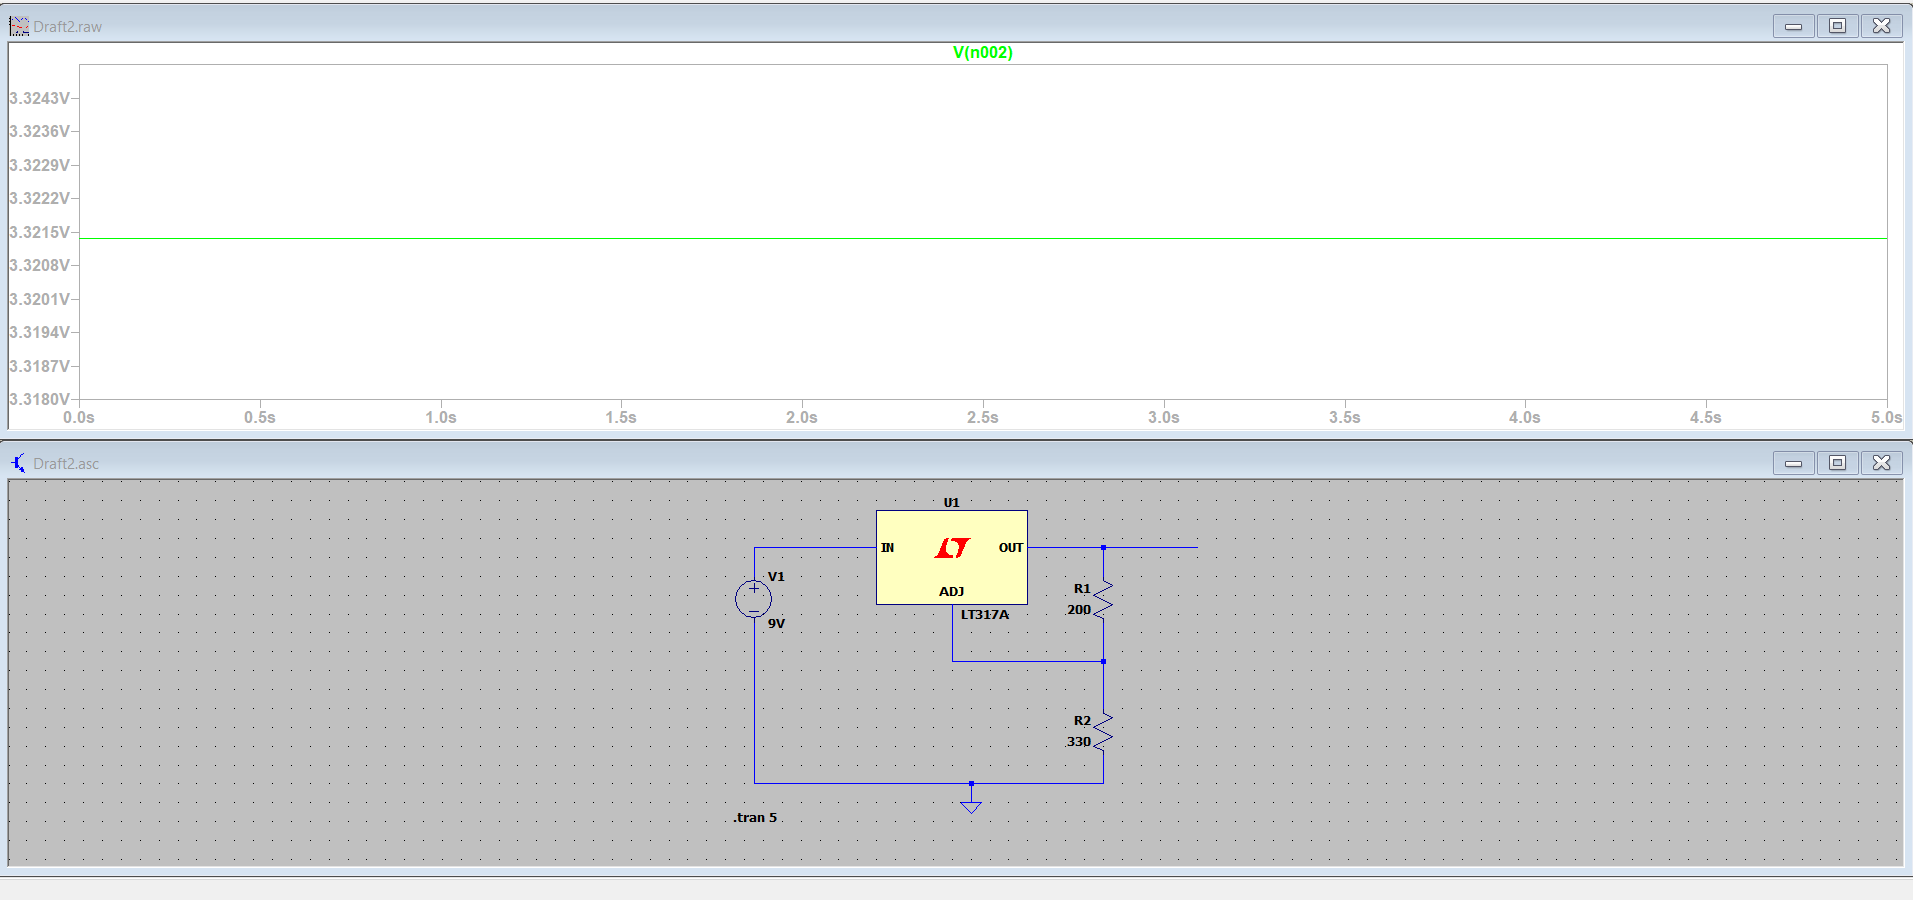 Draft2.raw
V(n002)
3.3243V
3.3236V
3.3229V
3.3222V
3.3215V
3.3208V
3.3201V
3.3194V
3.3187V
3.3180V
0.0s 0.5s 1.0s 1.5s 2.0s 2.5s 3.0s 3.5s 4.0s 4.5s 5.0s
Draft2.asc
U1
IN OUT
ADJ
LT317A
V1
9V
R1
200
R2
330
.tran 5